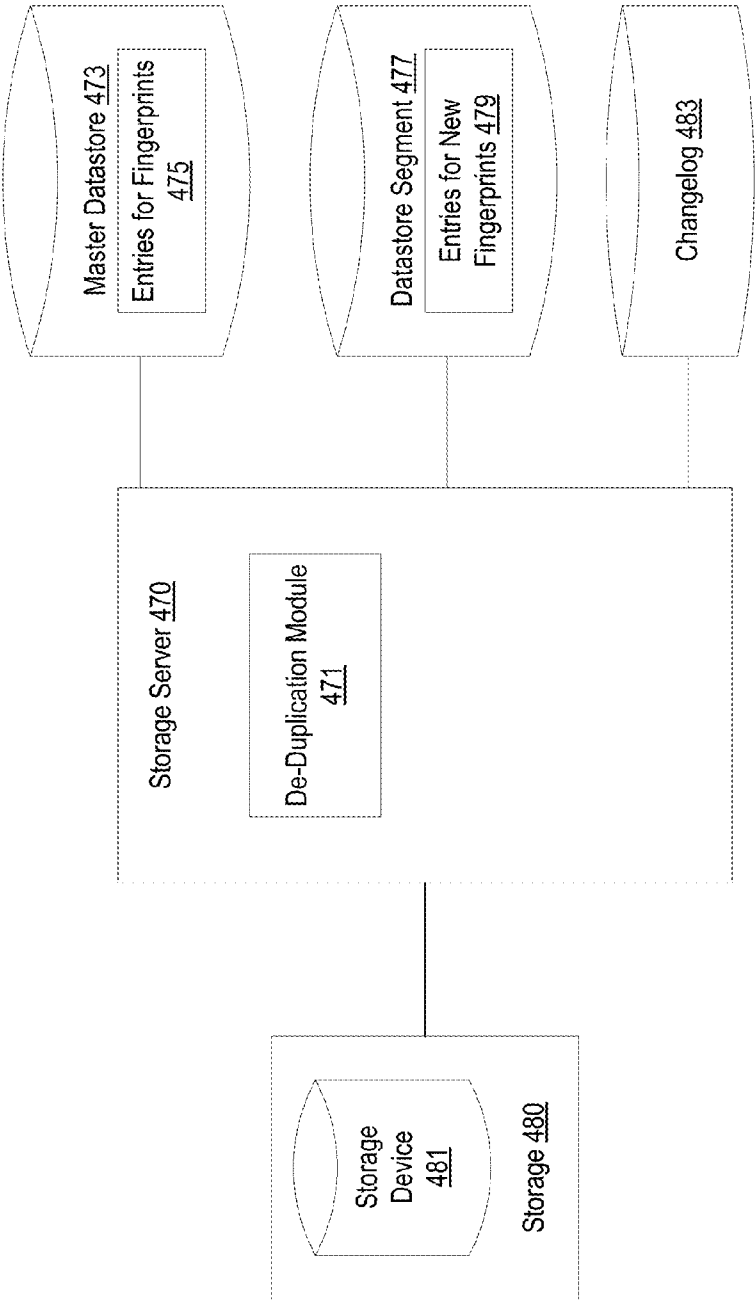 Master Datastore 473
Entries for Fingerprints
475
Datastore Segment 477
Entries for New
Fingerprints 479
Changelog 483
Storage Server 470
De-Duplication Module
471
Storage
Device
481
Storage 480